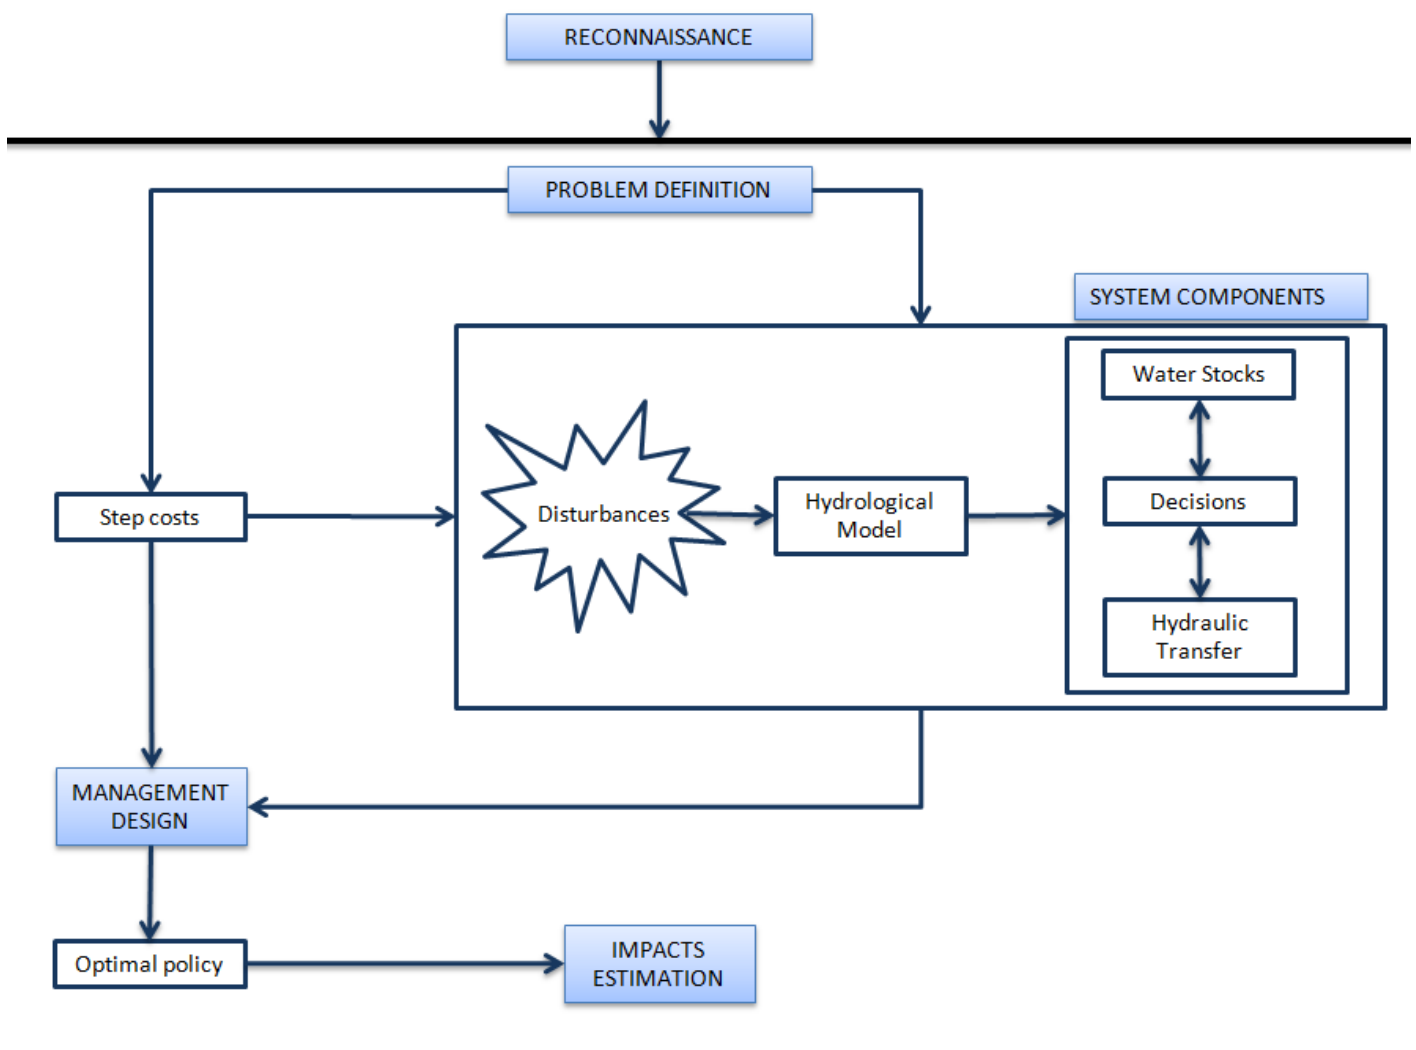 RECONNAISSANCE
PROBLEM DEFINITION
SYSTEM COMPONENTS
Water Stocks
Step costs
Disturbances
Hydrological
Model
Decisions
Hydraulic
Transfer
MANAGEMENT
DESIGN
Optimal policy
IMPACTS
ESTIMATION